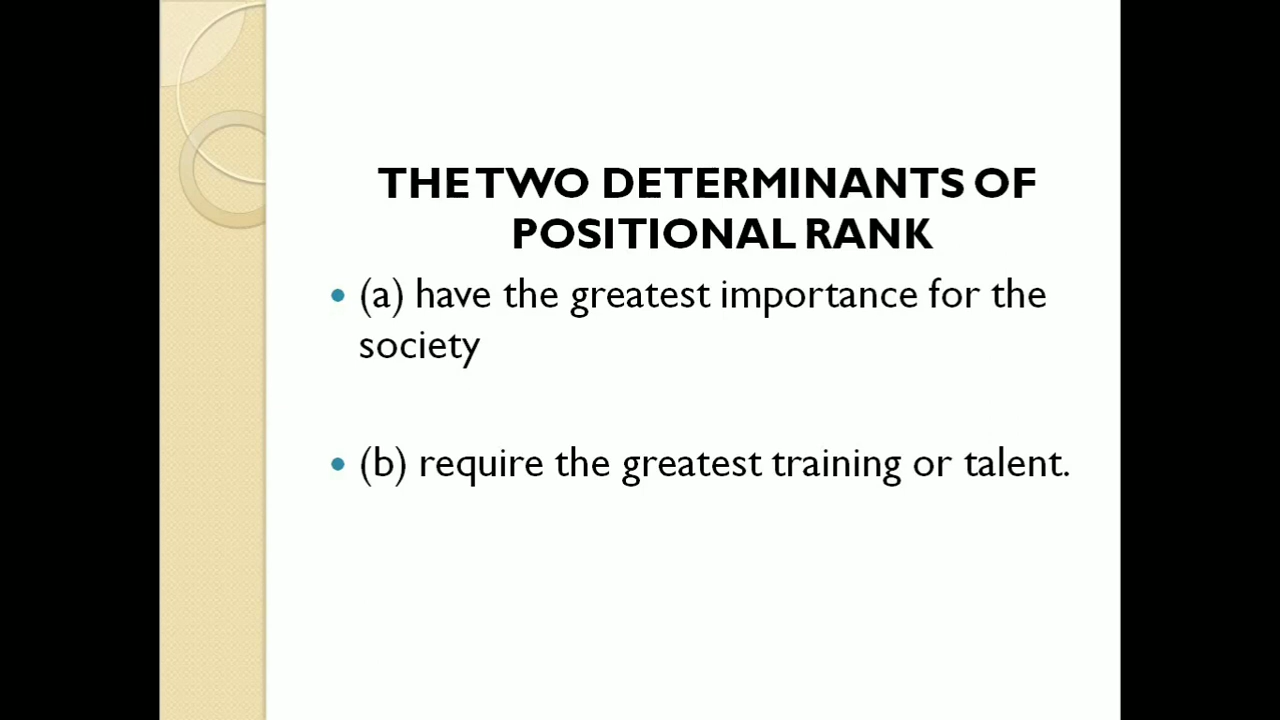 THE TWO DETERMINANTS OF
POSITIONAL RANK
• (a) have the greatest importance for the
society
• (b) require the greatest training or talent.